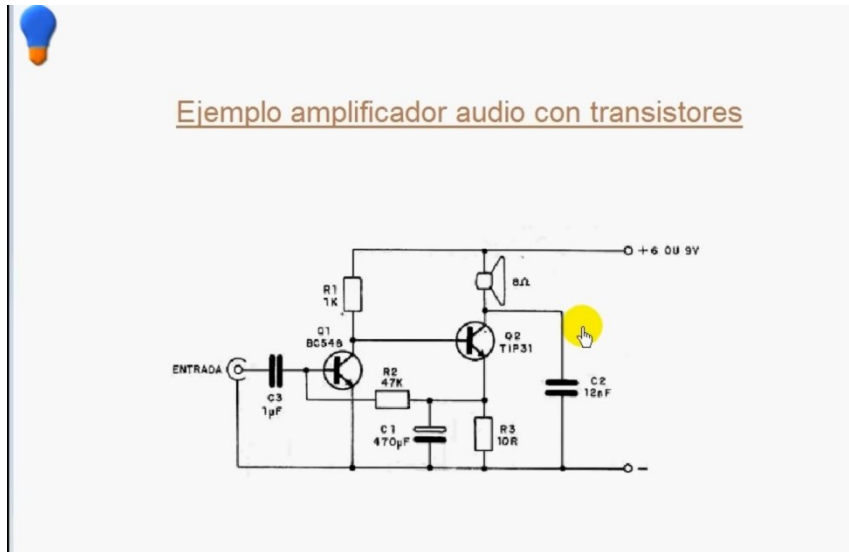 Ejemplo amplificador audio con transistores
+6 OU 9V
8Ω
R1
1K
Q1
BC548
Q2
TIP31
ENTRADA
R2
47K
C2
12nF
C3
1µF
C1
470µF
R3
10R
-